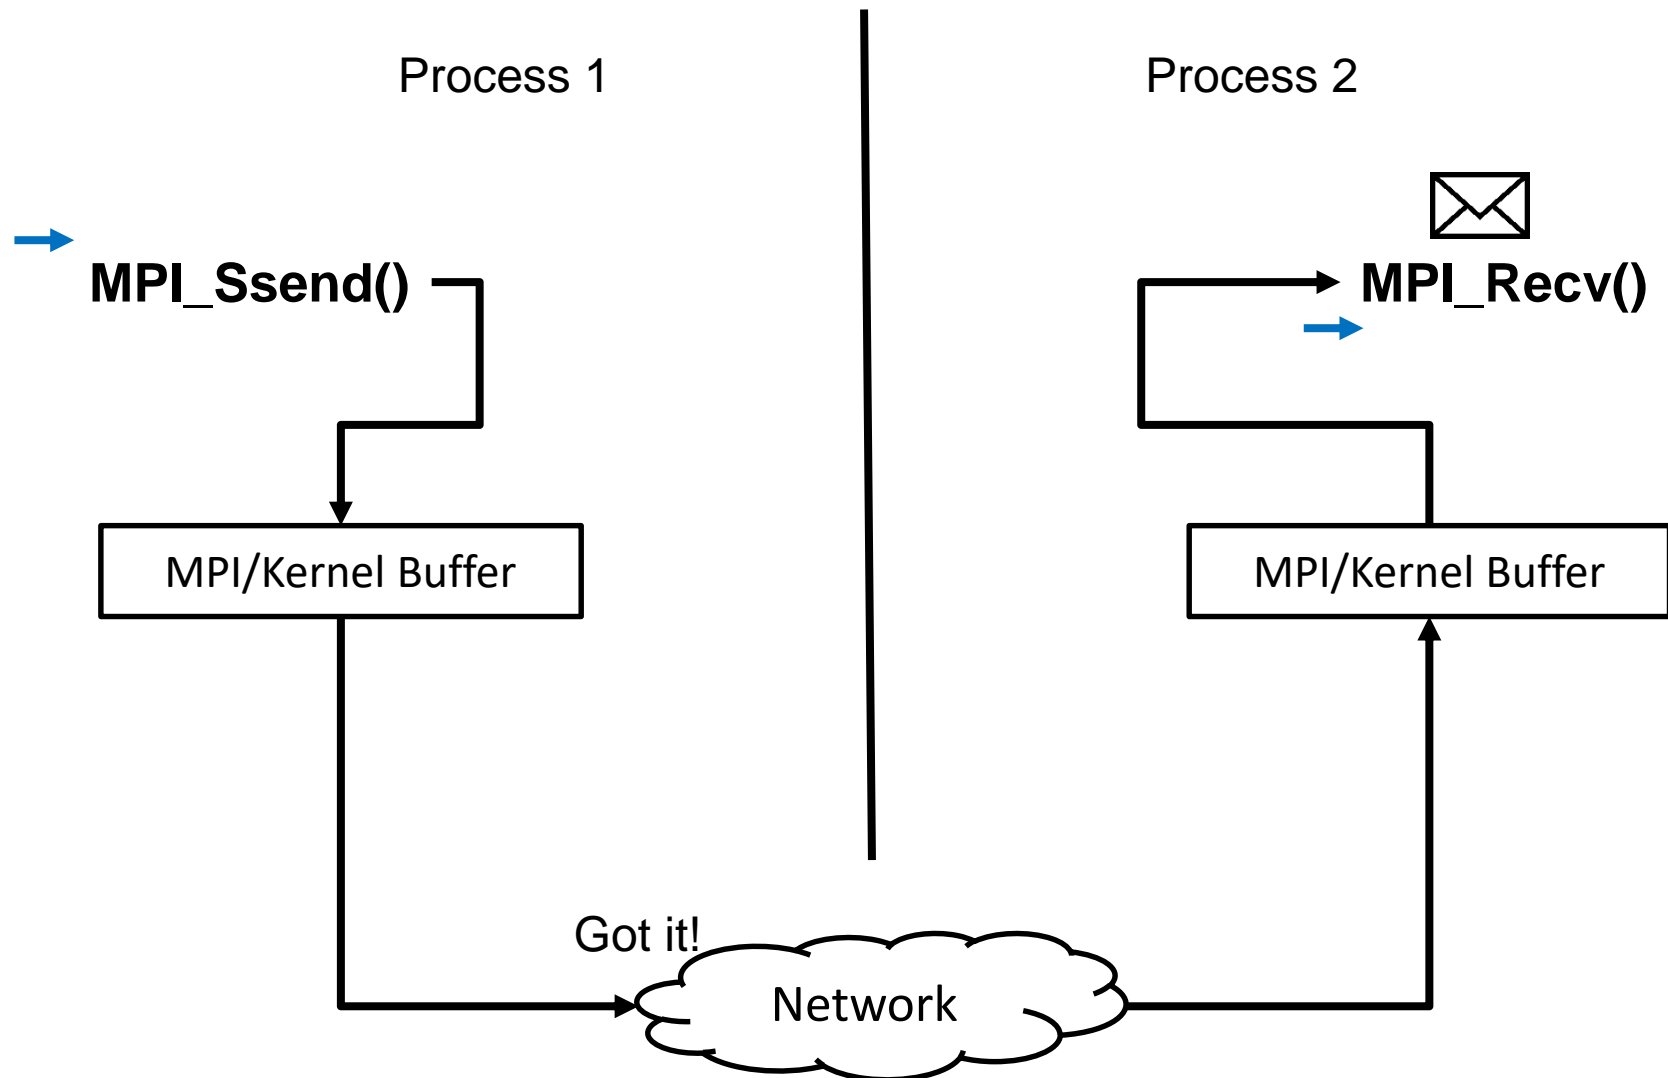 Process 1
Process 2
MPI_Ssend()
MPI_Recv()
MPI/Kernel Buffer
MPI/Kernel Buffer
Got it!
Network